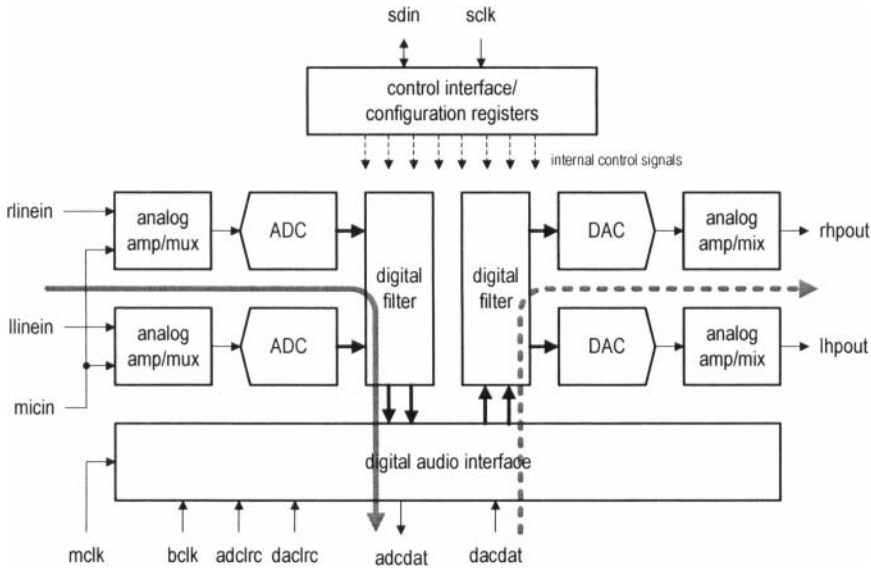 sdin
sclk
control interface/
configuration registers
internal control signals
rlinein
analog
amp/mux
ADC
digital
filter
digital
filter
DAC
analog
amp/mix
rhpout
llinein
analog
amp/mux
ADC
DAC
analog
amp/mix
lhpout
micin
digital audio interface
mclk
bclk
adclrc
daclrc
adcdat
dacdat